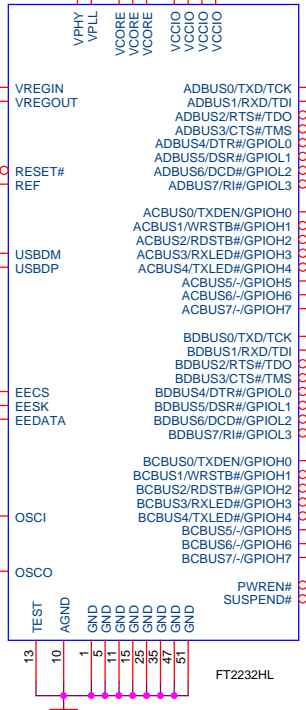 VPHY
VPLL
VCORE
VCORE
VCORE
VCCIO
VCCIO
VCCIO
VCCIO
VREGIN
VREGOUT
RESET#
REF
USBDM
USBDP
EECS
EESK
EEDATA
OSCI
OSCO
ADBUS0/TXD/TCK
ADBUS1/RXD/TDI
ADBUS2/RTS#/TDO
ADBUS3/CTS#/TMS
ADBUS4/DTR#/GPIOL0
ADBUS5/DSR#/GPIOL1
ADBUS6/DCD#/GPIOL2
ADBUS7/RI#/GPIOL3
ACBUS0/TXDEN/GPIOH0
ACBUS1/WRSTB#/GPIOH1
ACBUS2/RDSTB#/GPIOH2
ACBUS3/RXLED#/GPIOH3
ACBUS4/TXLED#/GPIOH4
ACBUS5/-/GPIOH5
ACBUS6/-/GPIOH6
ACBUS7/-/GPIOH7
BDBUS0/TXD/TCK
BDBUS1/RXD/TDI
BDBUS2/RTS#/TDO
BDBUS3/CTS#/TMS
BDBUS4/DTR#/GPIOL0
BDBUS5/DSR#/GPIOL1
BDBUS6/DCD#/GPIOL2
BDBUS7/RI#/GPIOL3
BCBUS0/TXDEN/GPIOH0
BCBUS1/WRSTB#/GPIOH1
BCBUS2/RDSTB#/GPIOH2
BCBUS3/RXLED#/GPIOH3
BCBUS4/TXLED#/GPIOH4
BCBUS5/-/GPIOH5
BCBUS6/-/GPIOH6
BCBUS7/-/GPIOH7
PWREN#
SUSPEND#
TEST
AGND
GND
GND
GND
GND
GND
GND
GND
GND
13
10
1
5
11
15
25
35
47
51
FT2232HL